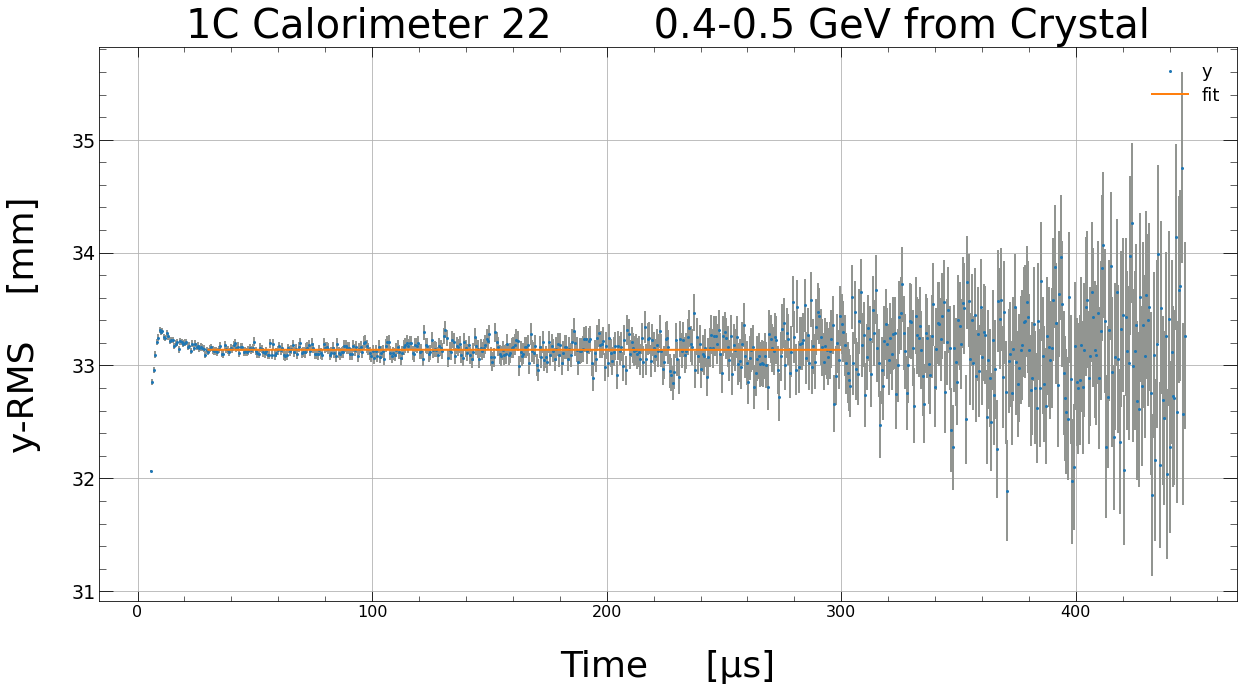 1C Calorimeter 22 0.4-0.5 GeV from Crystal
y
fit
y-RMS [mm]
35
34
33
32
31
0 100 200 300 400
Time [μs]